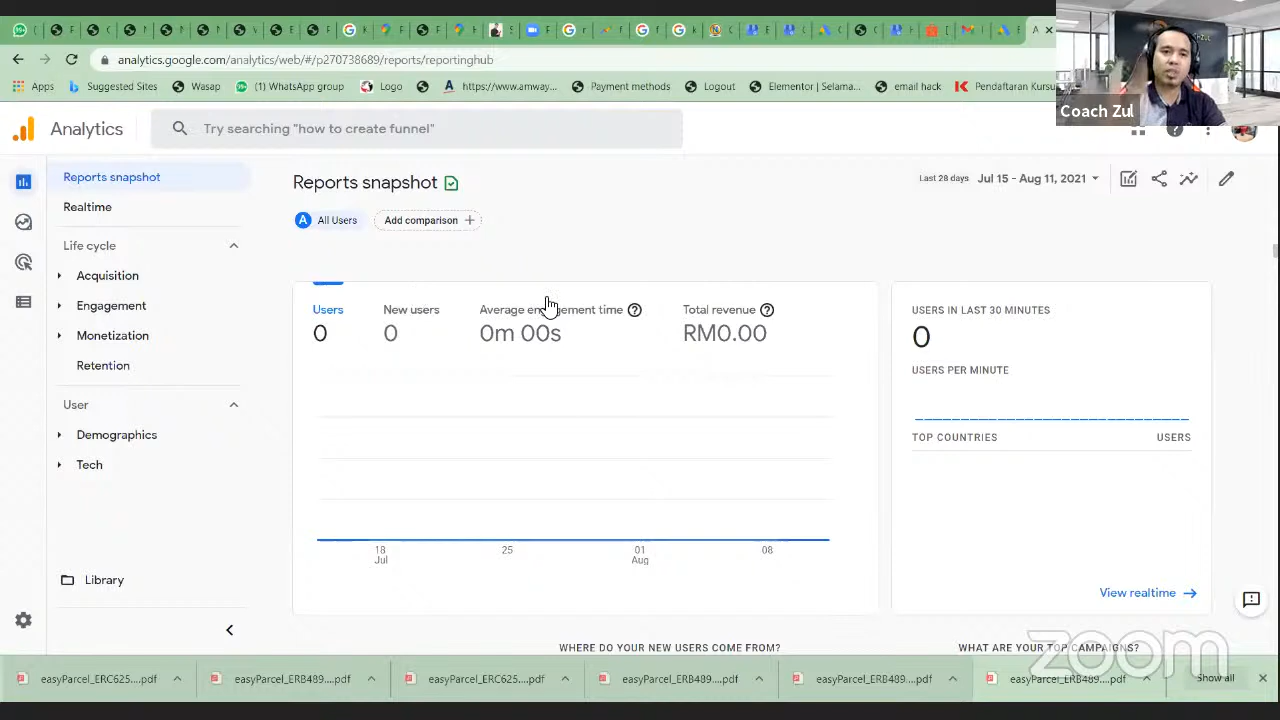 analytics.google.com/analytics/web/#/p270738689/reports/reportinghub
Apps
Suggested Sites
Wasap
(1) WhatsApp group
Logo
https://www.amway...
Payment methods
Logout
Elementor | Selama...
email hack
Pendaftaran Kursu
Coach Zul
Analytics
Try searching "how to create funnel"
Reports snapshot
Realtime
Life cycle
Acquisition
Engagement
Monetization
Retention
User
Demographics
Tech
Library
Reports snapshot
Last 28 days Jul 15 - Aug 11, 2021
A All Users
Add comparison +
Users
0
New users
0
Average engagement time
0m 00s
Total revenue
RM0.00
18
Jul
25
01
Aug
08
USERS IN LAST 30 MINUTES
0
USERS PER MINUTE
TOP COUNTRIES
USERS
View realtime
WHERE DO YOUR NEW USERS COME FROM?
WHAT ARE YOUR TOP CAMPAIGNS?
zoom
easyParcel_ERC625....pdf
easyParcel_ERB489....pdf
easyParcel_ERC625....pdf
easyParcel_ERB489....pdf
easyParcel_ERB489....pdf
easyParcel_ERB489....pdf
Show all